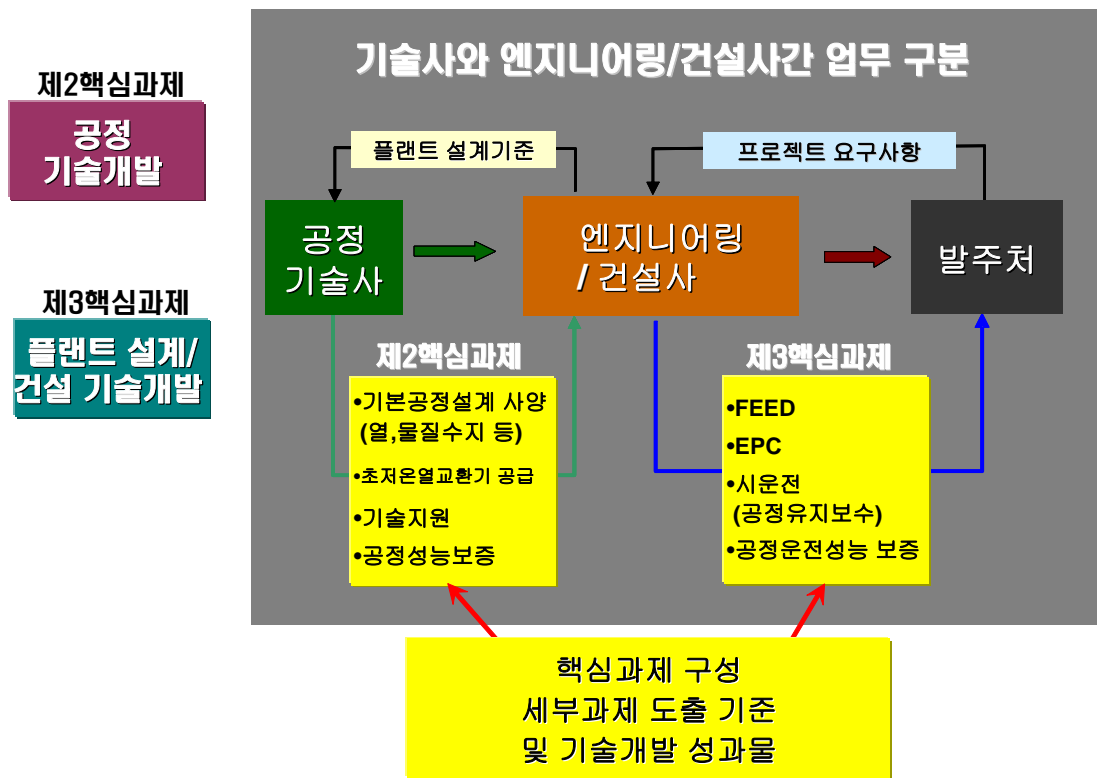 기술사와 엔지니어링/건설사간 업무 구분
제2핵심과제
공정
기술개발
제3핵심과제
플랜트 설계/
건설 기술개발
플랜트 설계기준
프로젝트 요구사항
공정
기술사
엔지니어링
/ 건설사
발주처
제2핵심과제
•기본공정설계 사양
(열,물질수지 등)
•초저온열교환기 공급
•기술지원
•공정성능보증
제3핵심과제
•FEED
•EPC
•시운전
(공정유지보수)
•공정운전성능 보증
핵심과제 구성
세부과제 도출 기준
및 기술개발 성과물